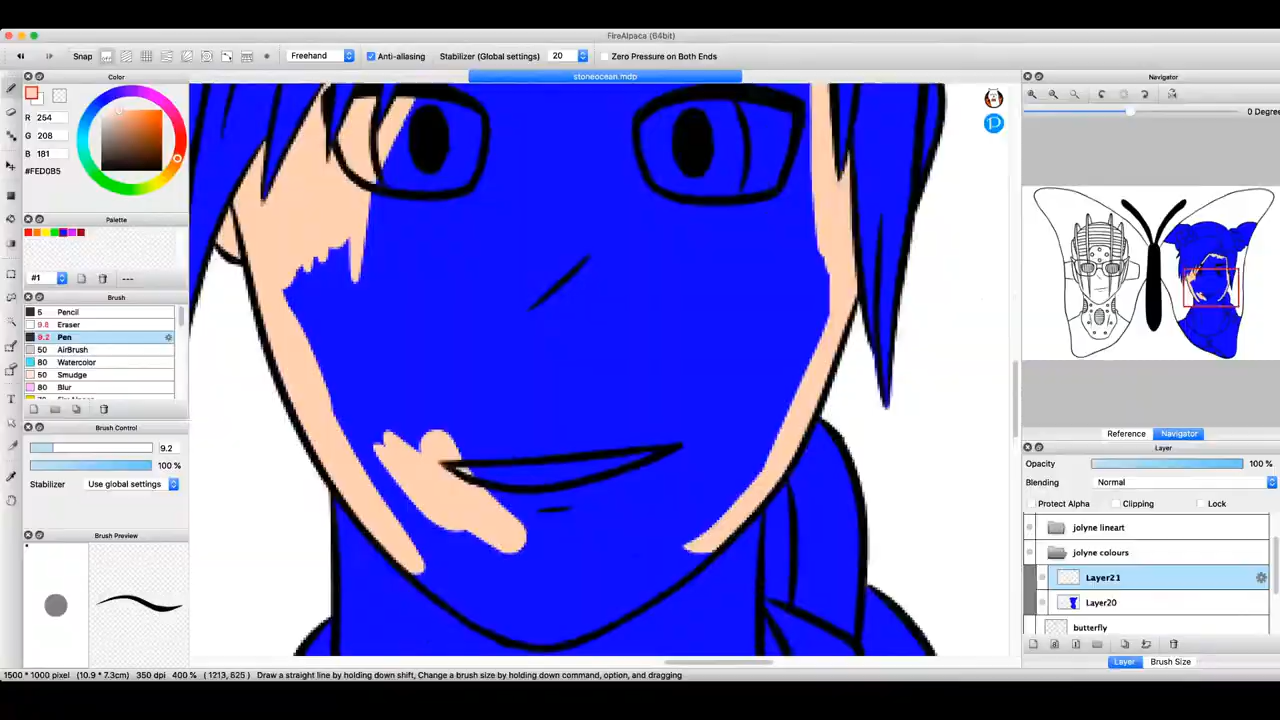 FireAlpaca (64bit)
Snap Freehand Anti-aliasing Stabilizer (Global settings) 20 Zero Pressure on Both Ends
stoneocean.mdp
Color
R 254
G 208
B 181
#FED0B5
Palette
#1 ---
Brush
5 Pencil
9.8 Eraser
9.2 Pen
50 AirBrush
80 Watercolor
50 Smudge
80 Blur
Brush Control
9.2
100 %
Stabilizer Use global settings
Brush Preview
Navigator
0 Degree
Reference Navigator
Layer
Opacity 100 %
Blending Normal
Protect Alpha Clipping Lock
jolyne lineart
jolyne colours
Layer21
Layer20
butterfly
Layer Brush Size
1500 * 1000 pixel (10.9 * 7.3cm) 350 dpi 400 % ( 1213, 625 ) Draw a straight line by holding down shift, Change a brush size by holding down command, option, and dragging